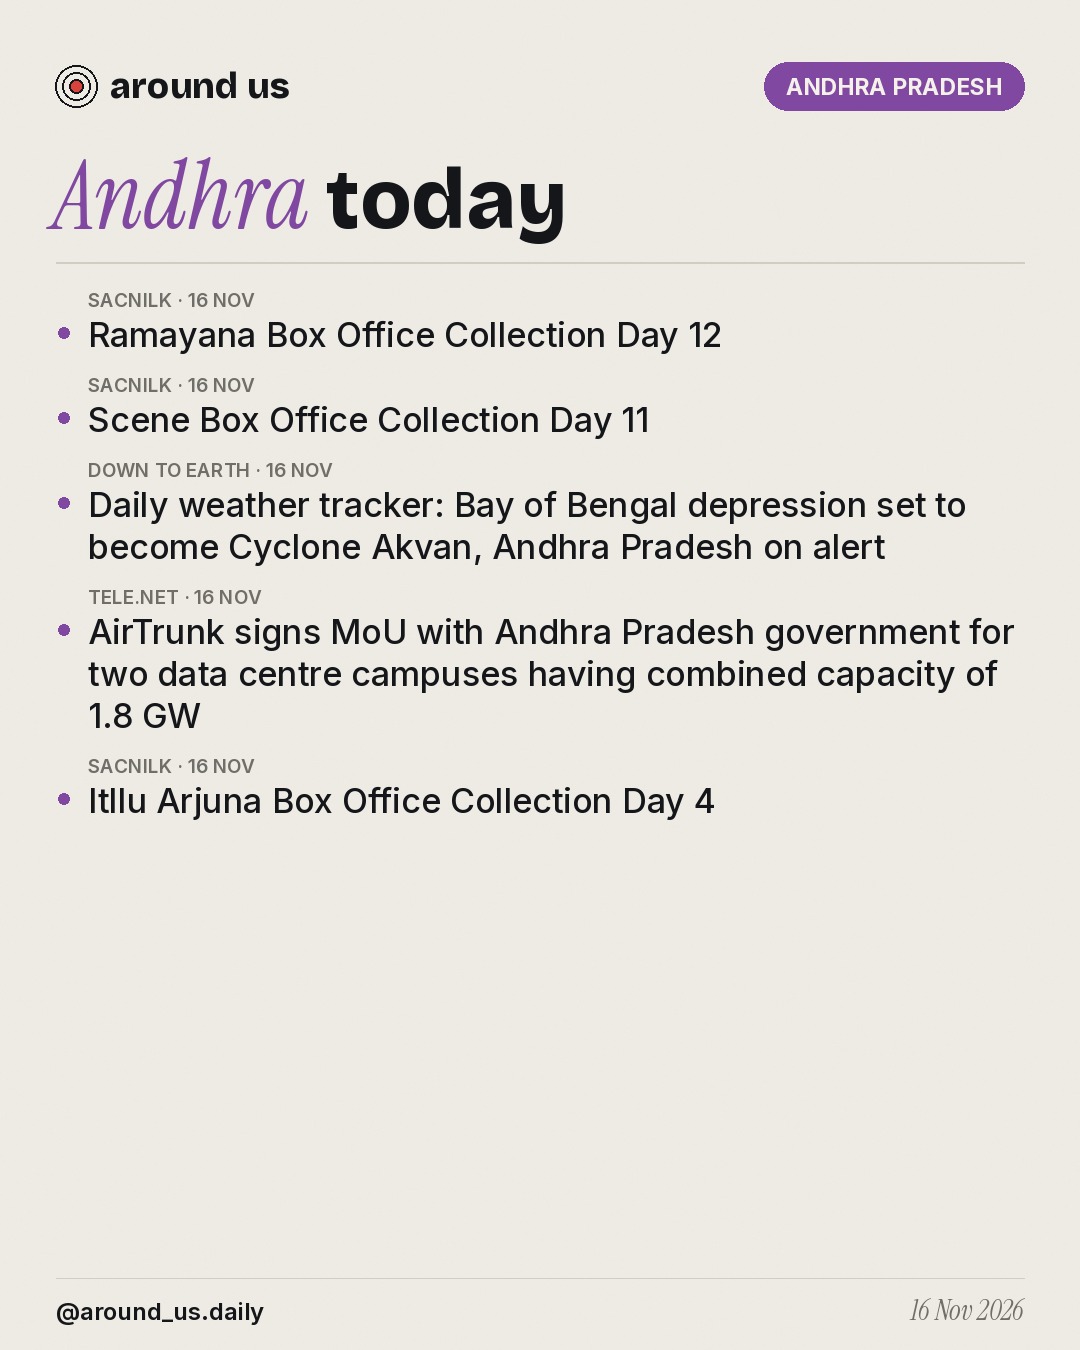 around us
ANDHRA PRADESH
Andhra today
SACNILK · 16 NOV
Ramayana Box Office Collection Day 12
SACNILK · 16 NOV
Scene Box Office Collection Day 11
DOWN TO EARTH · 16 NOV
Daily weather tracker: Bay of Bengal depression set to
become Cyclone Akvan, Andhra Pradesh on alert
TELE.NET · 16 NOV
AirTrunk signs MoU with Andhra Pradesh government for
two data centre campuses having combined capacity of
1.8 GW
SACNILK · 16 NOV
Itllu Arjuna Box Office Collection Day 4
@around_us.daily
16 Nov 2026